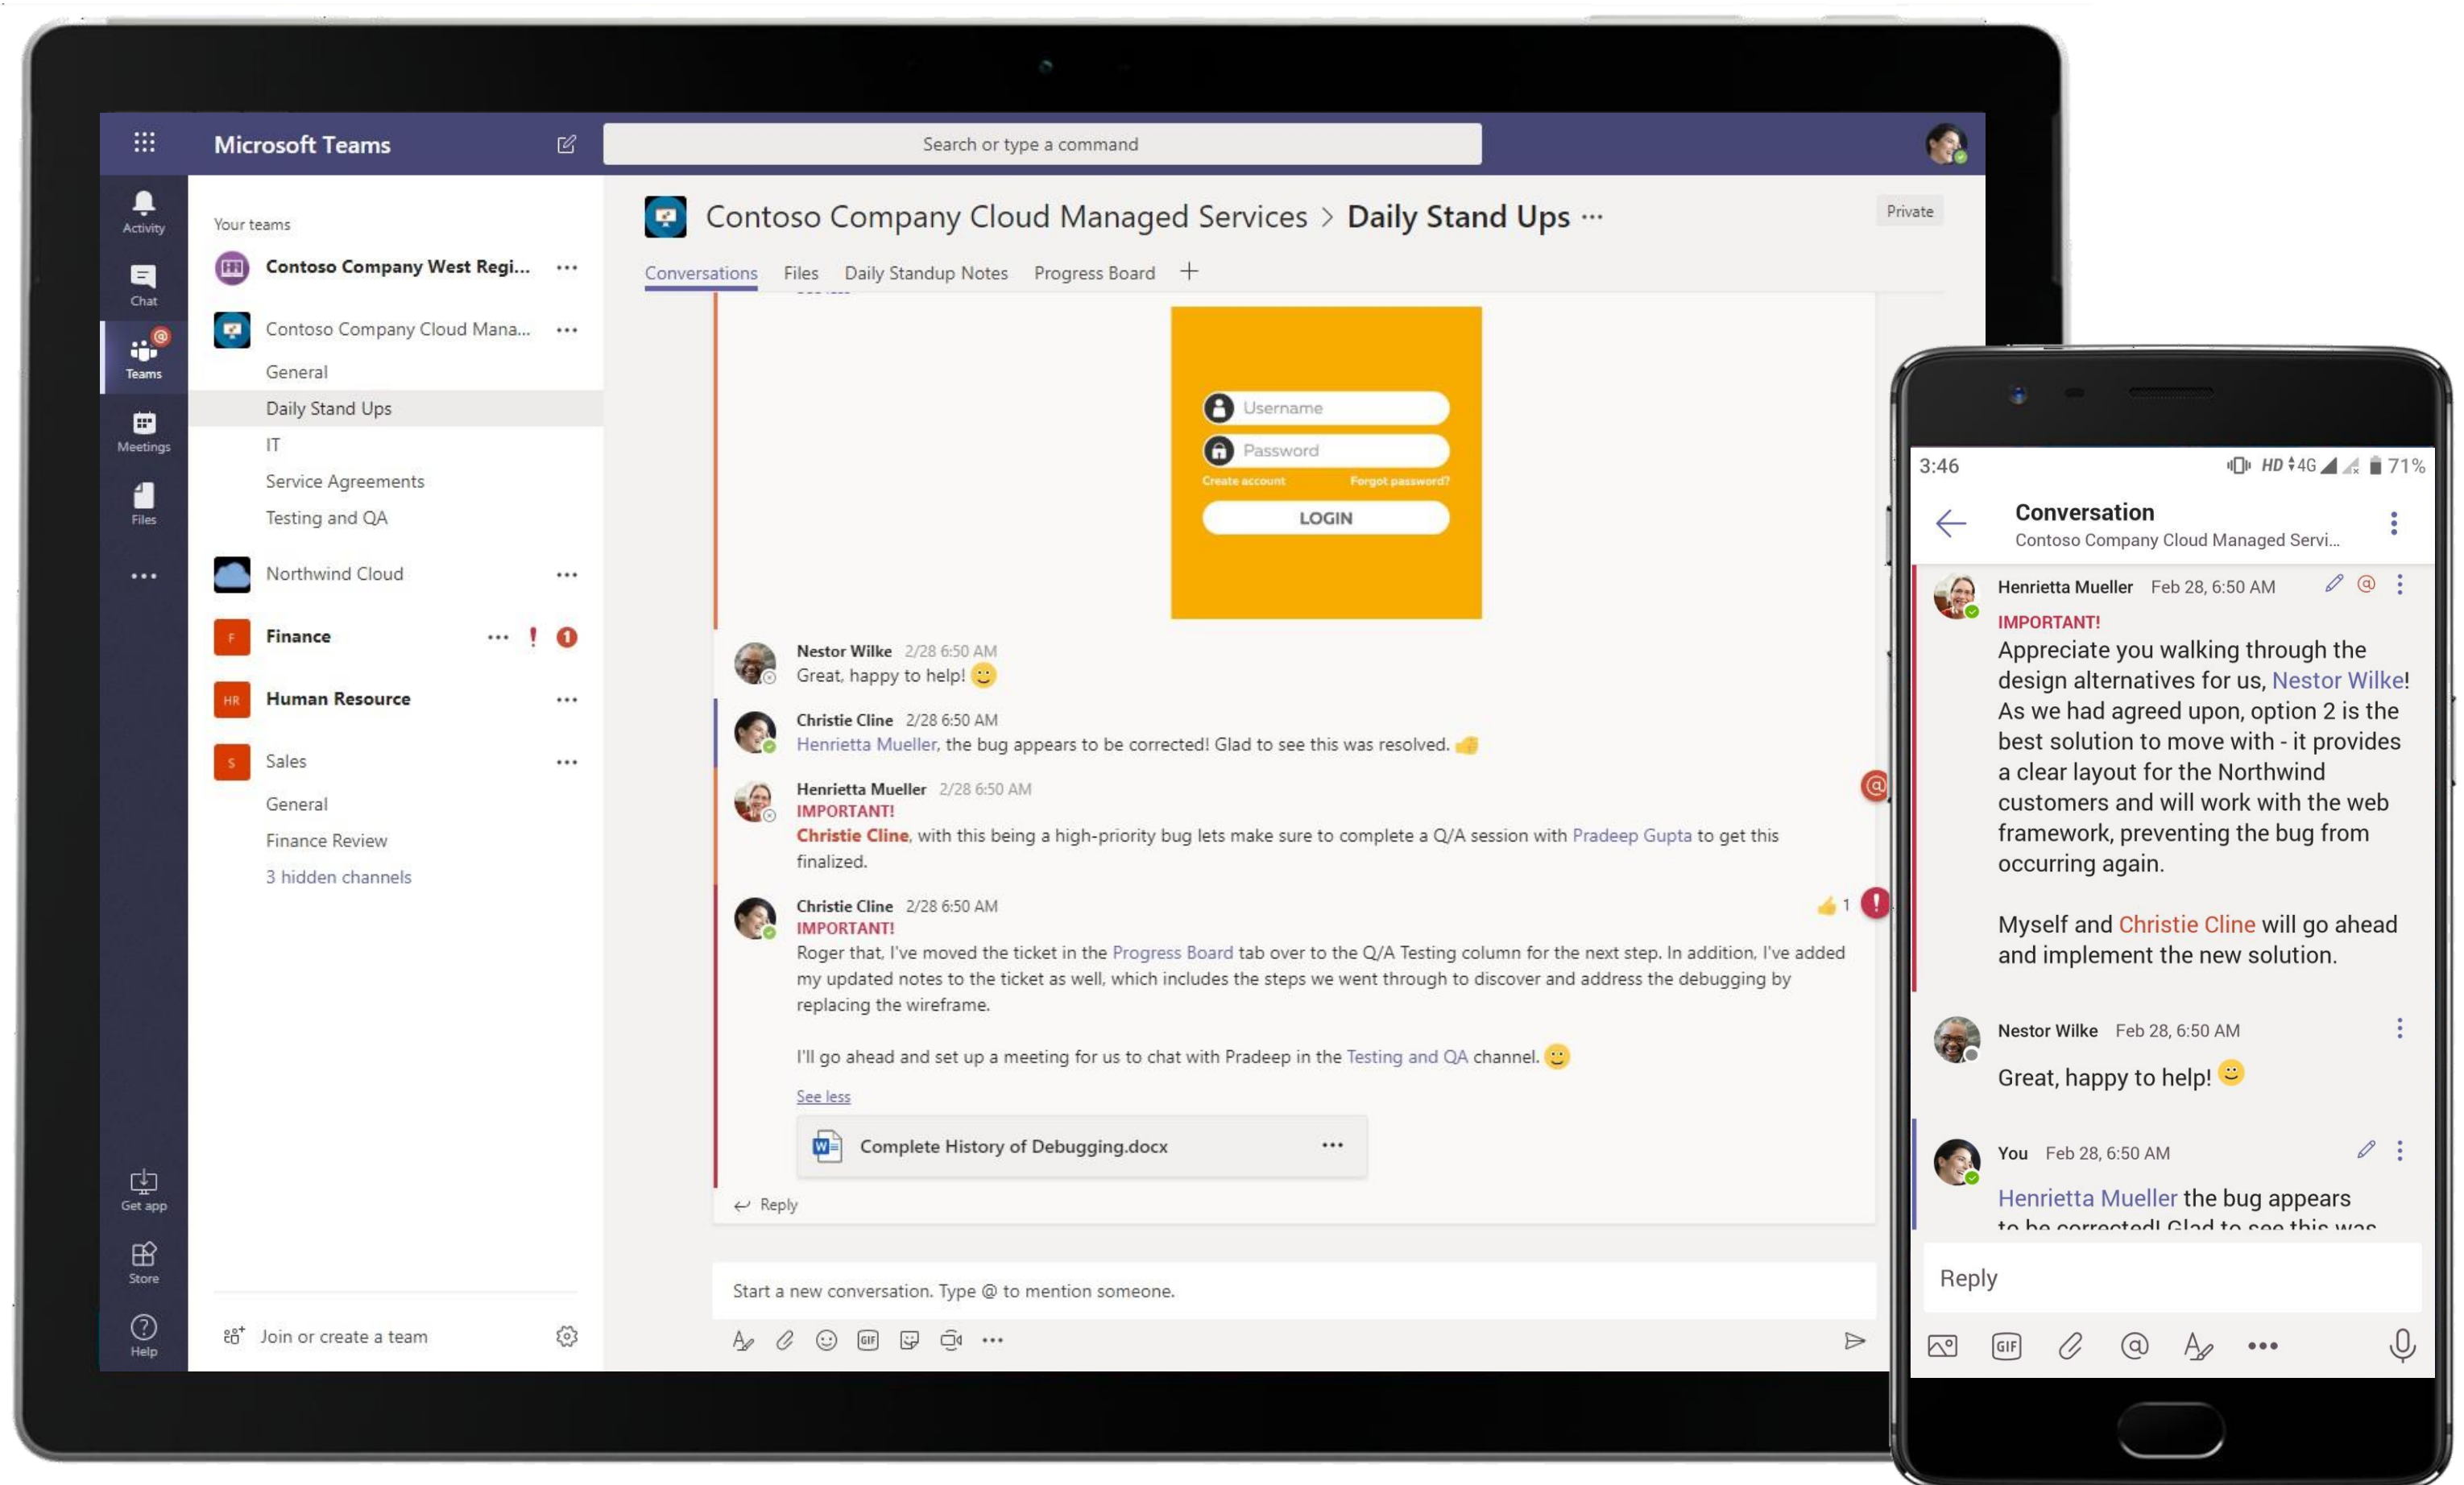 Microsoft Teams
Search or type a command
Activity
Chat
Teams
Meetings
Files
Get app
Store
Help
Your teams
Contoso Company West Regi...
Contoso Company Cloud Mana...
General
Daily Stand Ups
IT
Service Agreements
Testing and QA
Northwind Cloud
F
Finance
! 1
HR
Human Resource
S
Sales
General
Finance Review
3 hidden channels
Join or create a team
Contoso Company Cloud Managed Services > Daily Stand Ups ...
Private
Conversations Files Daily Standup Notes Progress Board +
Username
Password
Create account Forgot password?
LOGIN
Nestor Wilke 2/28 6:50 AM
Great, happy to help!
Christie Cline 2/28 6:50 AM
Henrietta Mueller, the bug appears to be corrected! Glad to see this was resolved.
Henrietta Mueller 2/28 6:50 AM
@
IMPORTANT!
Christie Cline, with this being a high-priority bug lets make sure to complete a Q/A session with Pradeep Gupta to get this
finalized.
Christie Cline 2/28 6:50 AM
1 !
IMPORTANT!
Roger that, I've moved the ticket in the Progress Board tab over to the Q/A Testing column for the next step. In addition, I've added
my updated notes to the ticket as well, which includes the steps we went through to discover and address the debugging by
replacing the wireframe.
I'll go ahead and set up a meeting for us to chat with Pradeep in the Testing and QA channel.
See less
Complete History of Debugging.docx
Reply
Start a new conversation. Type @ to mention someone.
GIF
3:46 HD 4G 71%
Conversation
Contoso Company Cloud Managed Servi...
Henrietta Mueller Feb 28, 6:50 AM @
IMPORTANT!
Appreciate you walking through the
design alternatives for us, Nestor Wilke!
As we had agreed upon, option 2 is the
best solution to move with - it provides
a clear layout for the Northwind
customers and will work with the web
framework, preventing the bug from
occurring again.
Myself and Christie Cline will go ahead
and implement the new solution.
Nestor Wilke Feb 28, 6:50 AM
Great, happy to help!
You Feb 28, 6:50 AM
Henrietta Mueller the bug appears
to be corrected! Glad to see this was
Reply
GIF @